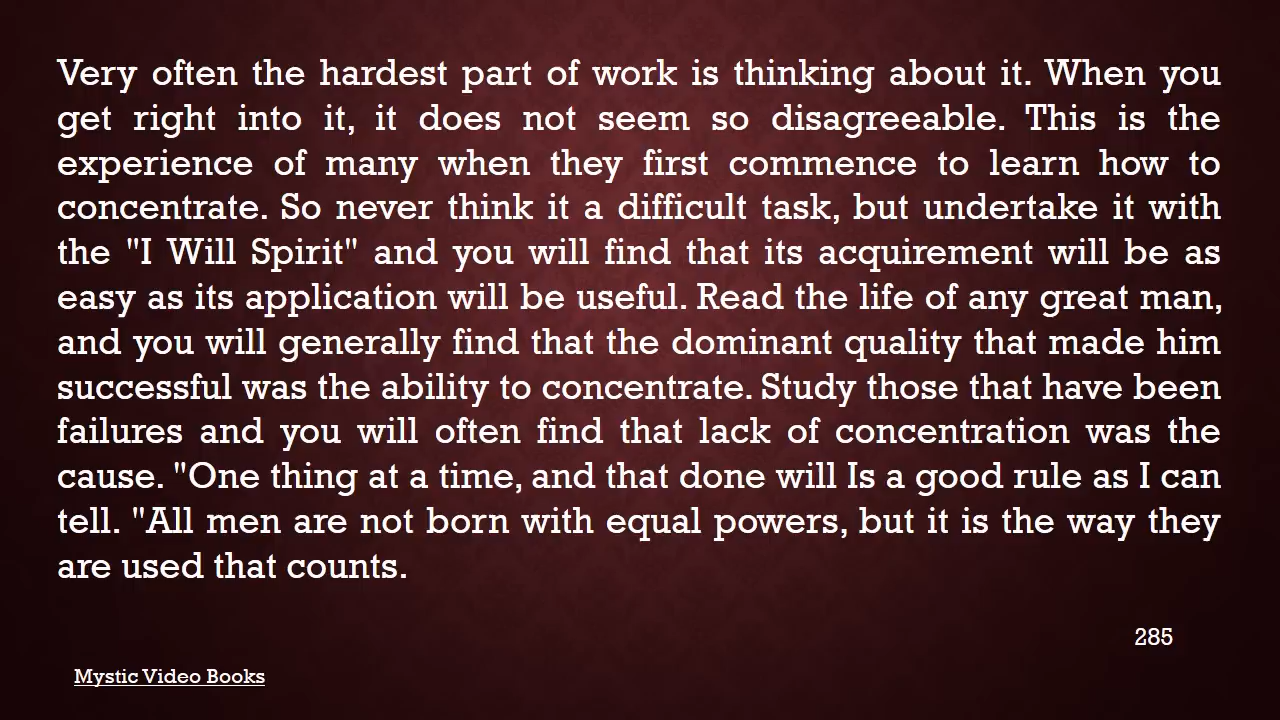 Very often the hardest part of work is thinking about it. When you
get right into it, it does not seem so disagreeable. This is the
experience of many when they first commence to learn how to
concentrate. So never think it a difficult task, but undertake it with
the "I Will Spirit" and you will find that its acquirement will be as
easy as its application will be useful. Read the life of any great man,
and you will generally find that the dominant quality that made him
successful was the ability to concentrate. Study those that have been
failures and you will often find that lack of concentration was the
cause. "One thing at a time, and that done will Is a good rule as I can
tell. "All men are not born with equal powers, but it is the way they
are used that counts.
285
Mystic Video Books